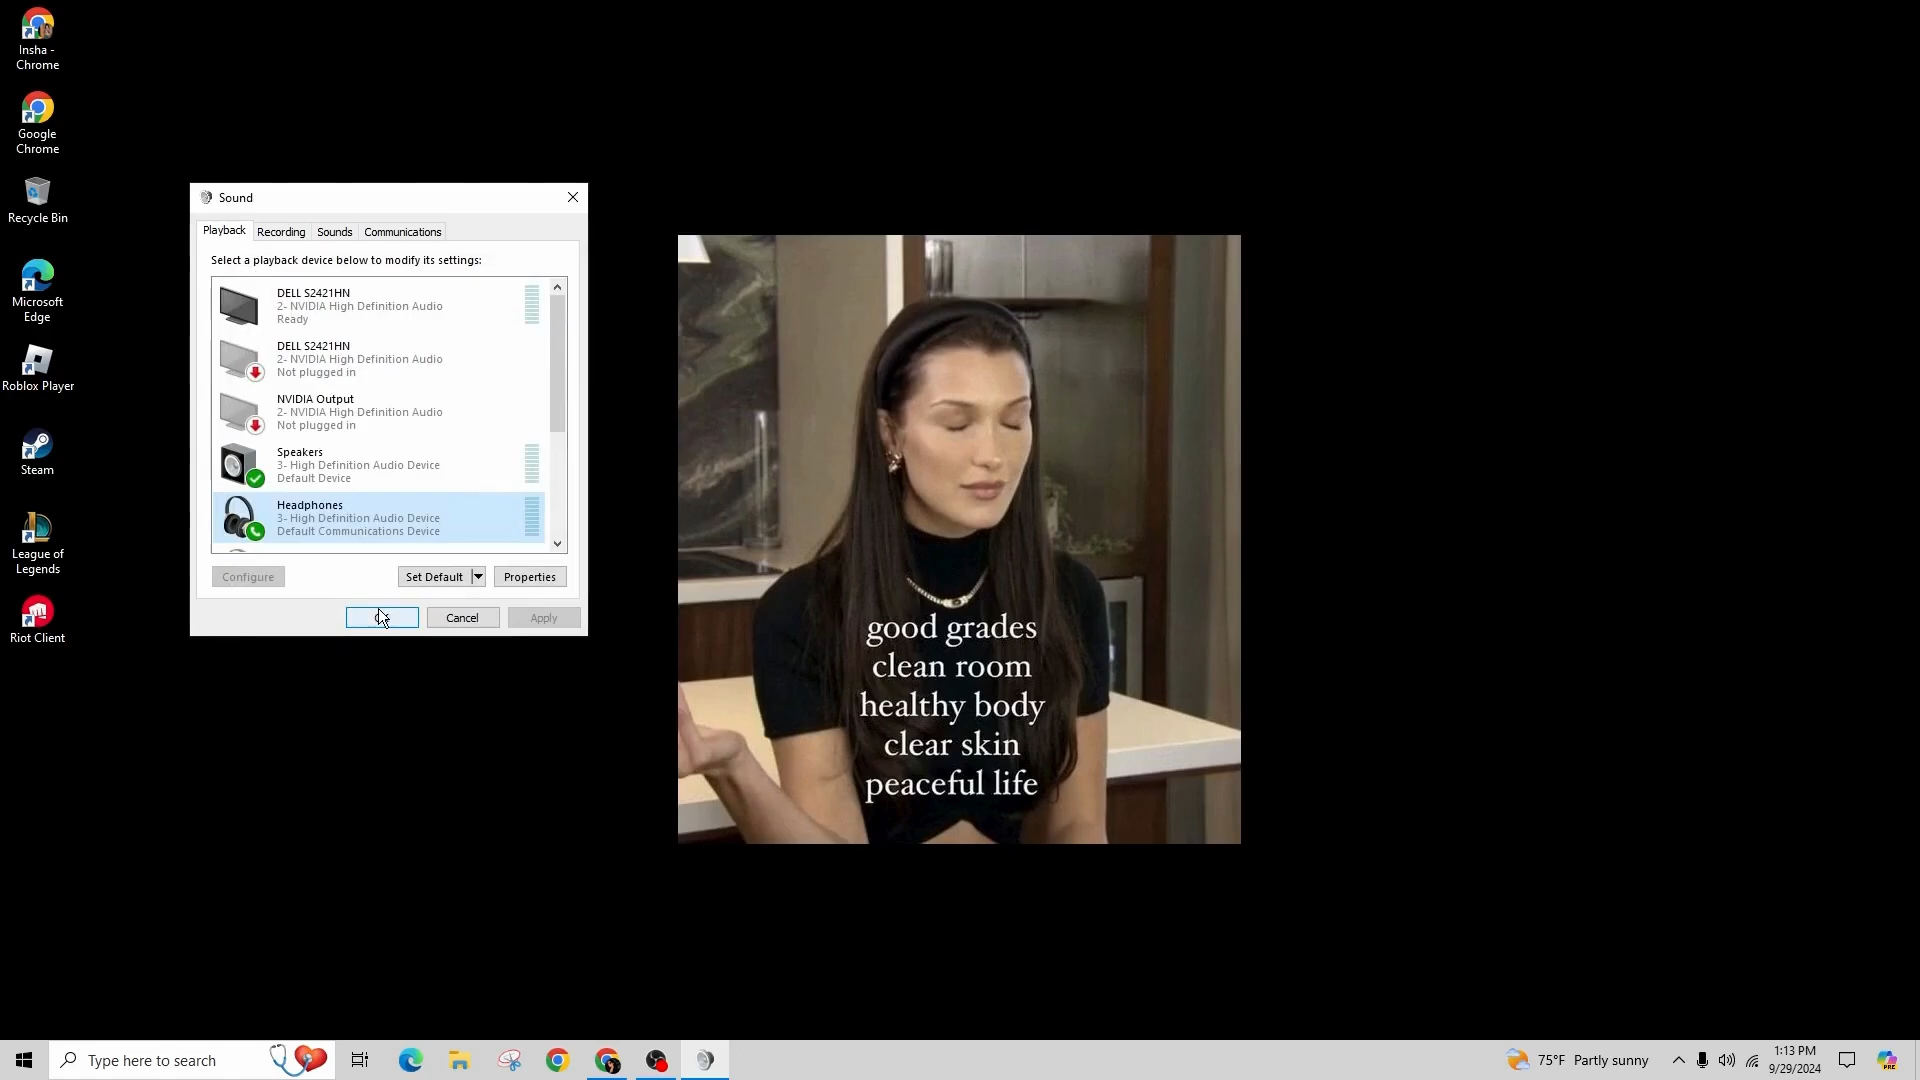 Insha -
Chrome
Google
Chrome
Recycle Bin
Microsoft
Edge
Roblox Player
Steam
League of
Legends
Riot Client
Sound
Playback Recording Sounds Communications
Select a playback device below to modify its settings:
DELL S2421HN
2- NVIDIA High Definition Audio
Ready
DELL S2421HN
2- NVIDIA High Definition Audio
Not plugged in
NVIDIA Output
2- NVIDIA High Definition Audio
Not plugged in
Speakers
3- High Definition Audio Device
Default Device
Headphones
3- High Definition Audio Device
Default Communications Device
Configure Set Default Properties
Cancel Apply
good grades
clean room
healthy body
clear skin
peaceful life
Type here to search
75°F Partly sunny
1:13 PM
9/29/2024
PRE